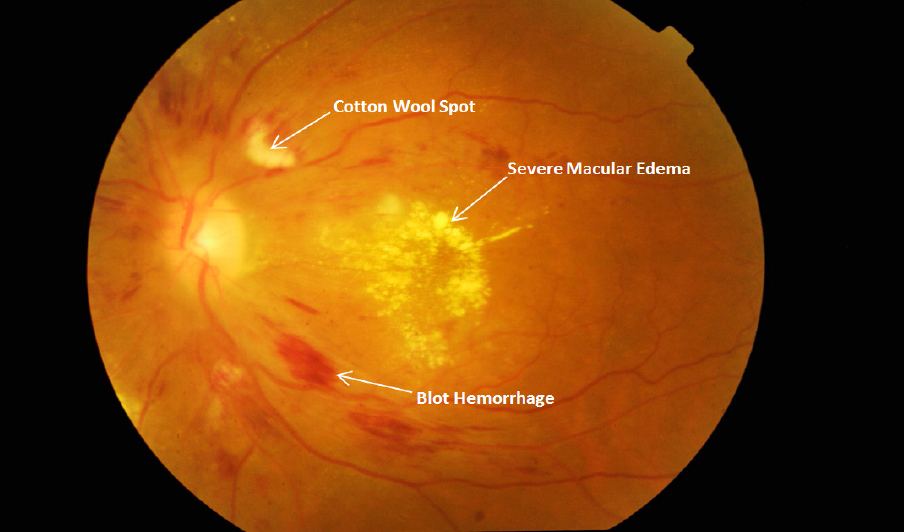 Cotton Wool Spot
Severe Macular Edema
Blot Hemorrhage